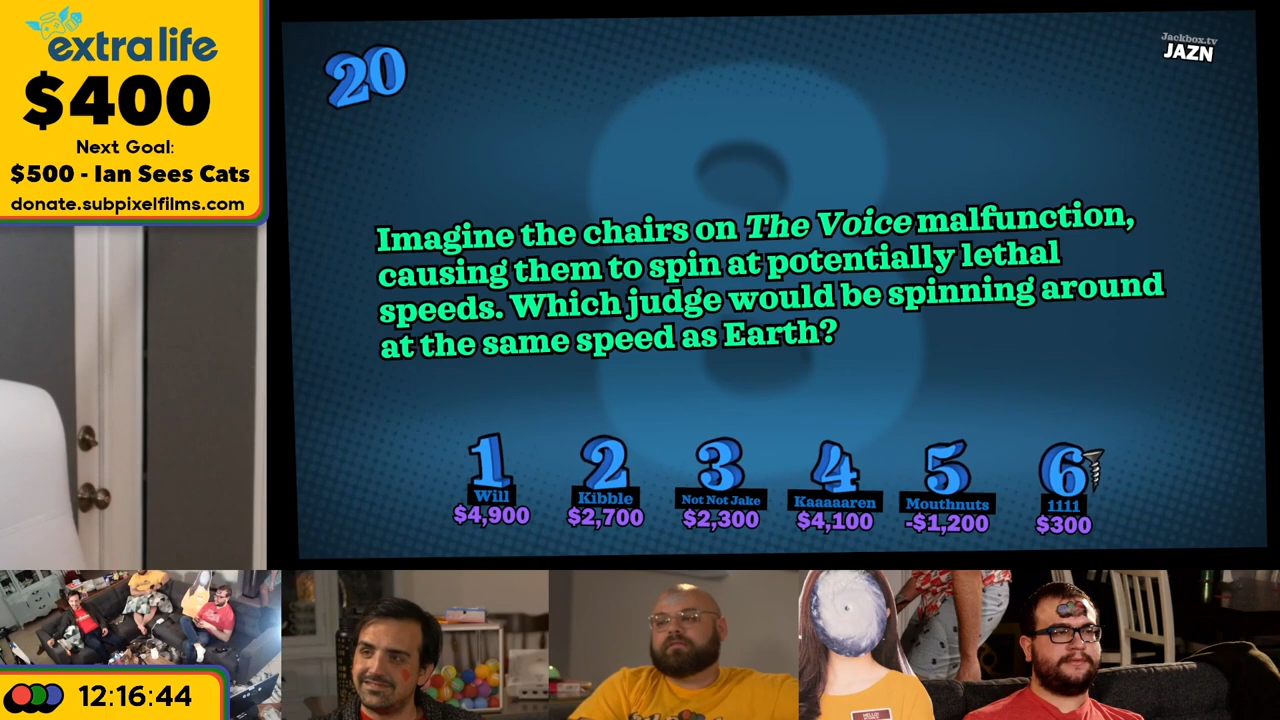 extralife
$400
Next Goal:
$500 - Ian Sees Cats
donate.subpixelfilms.com
20
Jackbox.tv
JAZN
Imagine the chairs on The Voice malfunction,
causing them to spin at potentially lethal
speeds. Which judge would be spinning around
at the same speed as Earth?
8
1
Will
$4,900
2
Kibble
$2,700
3
Not Not Jake
$2,300
4
Kaaaaaren
$4,100
5
Mouthnuts
-$1,200
6
1111
$300
12:16:44
HELLO